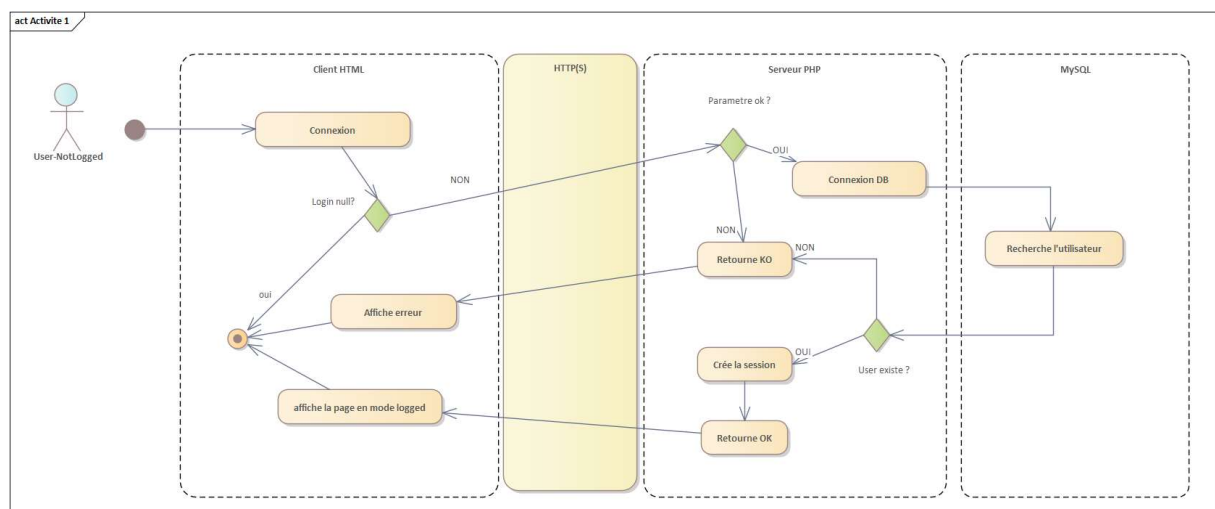 act Activite 1
Client HTML
HTTP(S)
Serveur PHP
MySQL
User-NotLogged
Connexion
Login null?
NON
oui
Parametre ok ?
OUI
Connexion DB
NON
Retourne KO
NON
Recherche l'utilisateur
Affiche erreur
OUI
Crée la session
User existe ?
affiche la page en mode logged
Retourne OK